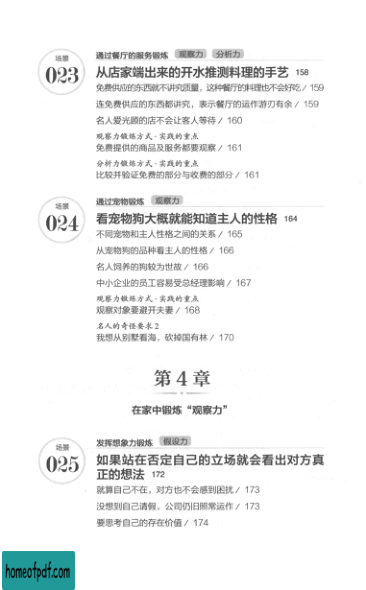 场景
023
通过餐厅的服务锻炼 观察力 分析力
从店家端出来的开水推测料理的手艺 158
免费供应的东西就不讲究质量，这种餐厅的料理也不会好吃 / 159
连免费供应的东西都讲究，表示餐厅的运作游刃有余 / 159
名人爱光顾的店不会让客人等待 / 160
观察力锻炼方式·实践的重点
免费提供的商品及服务都要观察 / 161
分析力锻炼方式·实践的重点
比较并验证免费的部分与收费的部分 / 161
场景
024
通过宠物锻炼 观察力
看宠物狗大概就能知道主人的性格 164
不同宠物和主人性格之间的关系 / 165
从宠物狗的品种看主人的性格 / 166
名人饲养的狗较为世故 / 166
中小企业的员工容易受总经理影响 / 167
观察力锻炼方式·实践的重点
观察对象要避开夫妻 / 168
名人的奇怪要求 2
我想从别墅看海，砍掉国有林 / 170
第 4 章
在家中锻炼“观察力”
场景
025
发挥想象力锻炼 假设力
如果站在否定自己的立场就会看出对方真
正的想法 172
就算自己不在，对方也不会感到困扰 / 173
没想到自己请假，公司仍旧照常运作 / 173
要思考自己的存在价值 / 174
homeofpdf.com